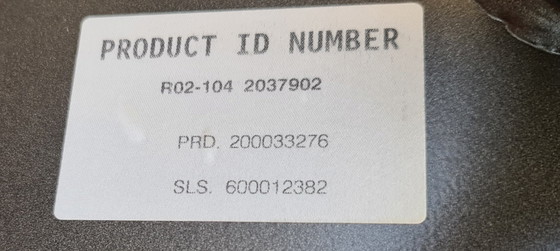 PRODUCT ID NUMBER
R02-104 2037902
PRD. 200033276
SLS. 600012382